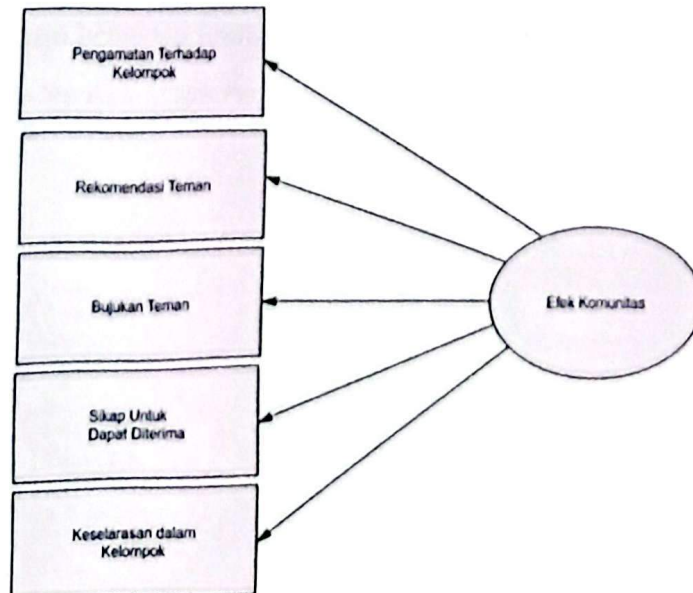 Pengamatan Terhadap
Kelompok
Rekomendasi Teman
Bujukan Teman
Efek Komunitas
Sikap Untuk
Dapat Diterima
Keselarasan dalam
Kelompok